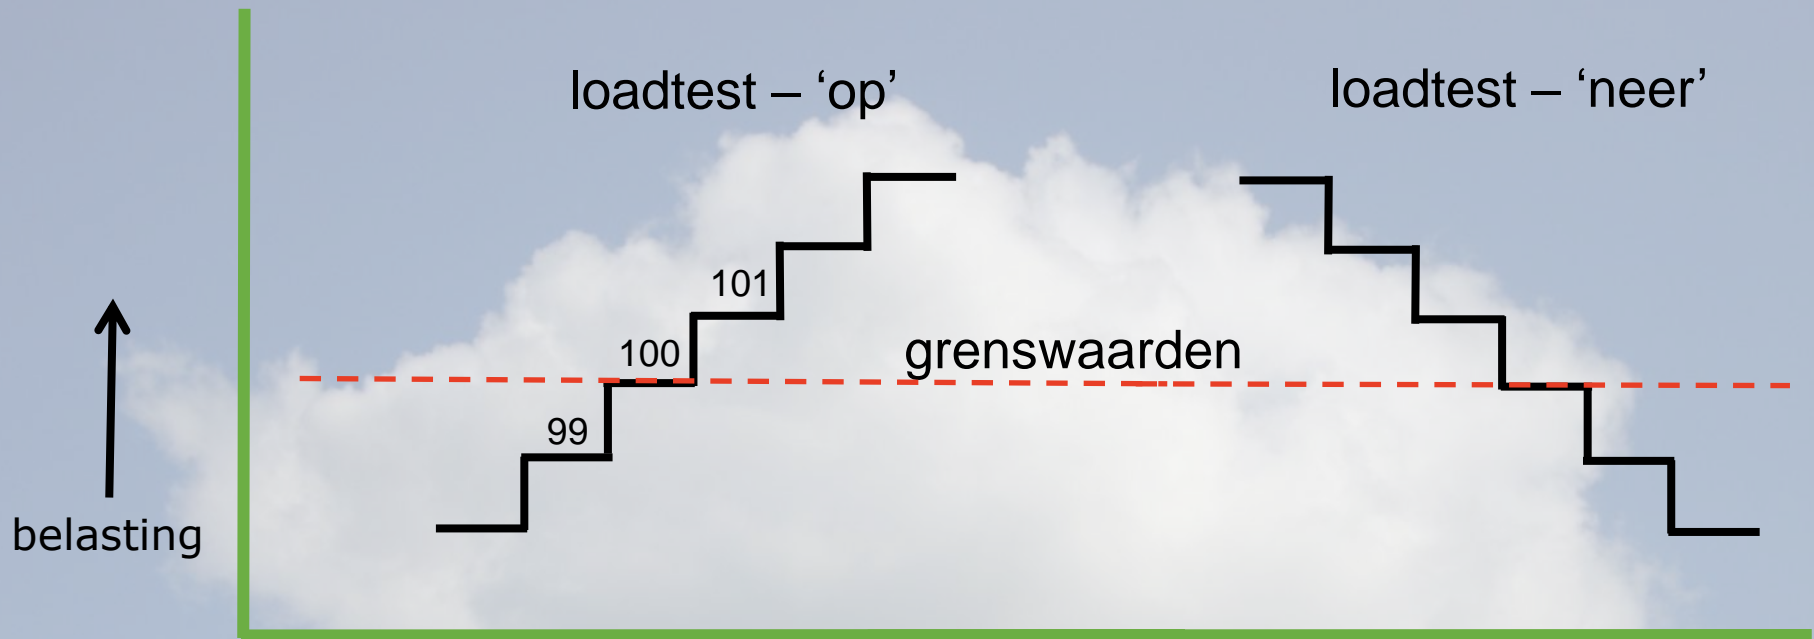 loadtest – ‘op’
loadtest – ‘neer’
101
100
grenswaarden
99
belasting